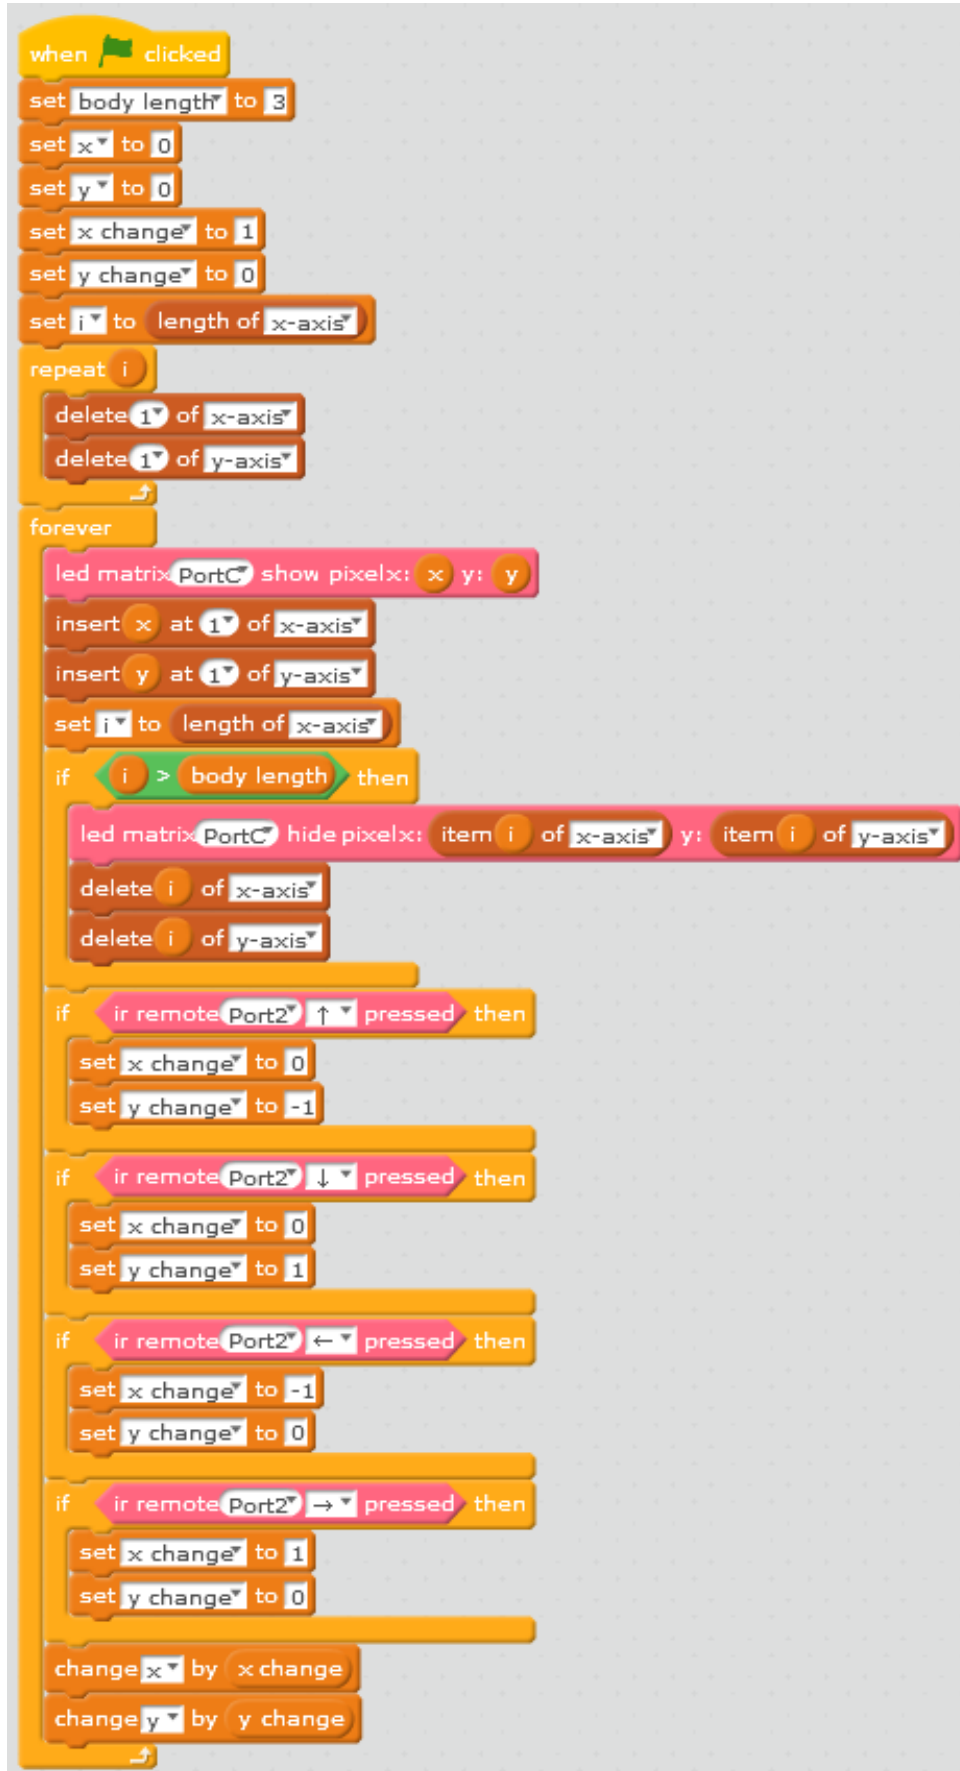 when clicked
set body length to 3
set x to 0
set y to 0
set x change to 1
set y change to 0
set i to length of x-axis
repeat i
delete 1 of x-axis
delete 1 of y-axis
forever
led matrix PortC show pixelx: x y: y
insert x at 1 of x-axis
insert y at 1 of y-axis
set i to length of x-axis
if i > body length then
led matrix PortC hide pixelx: item i of x-axis y: item i of y-axis
delete i of x-axis
delete i of y-axis
if ir remote Port2 ↑ pressed then
set x change to 0
set y change to -1
if ir remote Port2 ↓ pressed then
set x change to 0
set y change to 1
if ir remote Port2 ← pressed then
set x change to -1
set y change to 0
if ir remote Port2 → pressed then
set x change to 1
set y change to 0
change x by x change
change y by y change